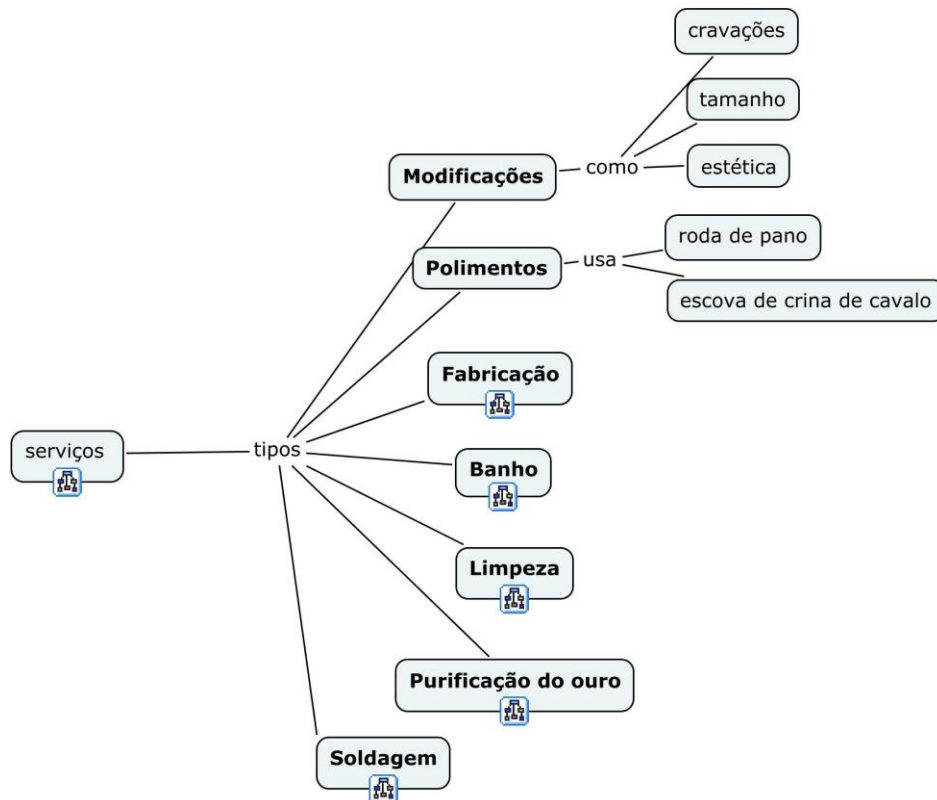 cravações
tamanho
Modificações
como
estética
roda de pano
Polimentos
usa
escova de crina de cavalo
Fabricação
serviços
tipos
Banho
Limpeza
Purificação do ouro
Soldagem